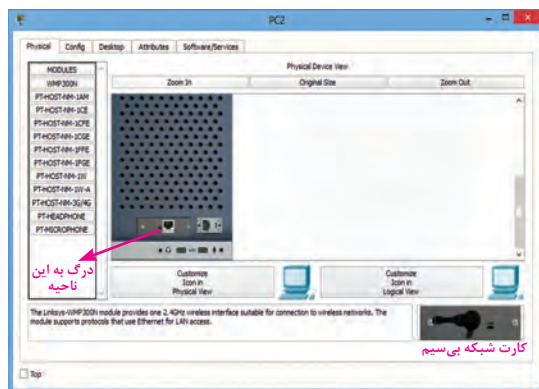 PC2
Physical Config Desktop Attributes Software/Services
MODULES
WMP300N
PT-HOST-NM-1AM
PT-HOST-NM-1CE
PT-HOST-NM-1CFE
PT-HOST-NM-1CGE
PT-HOST-NM-1FFE
PT-HOST-NM-1FGE
PT-HOST-NM-1W
PT-HOST-NM-1W-A
PT-HOST-NM-3G/4G
PT-HEADPHONE
PT-MICROPHONE
Physical Device View
Zoom In Original Size Zoom Out
درگ به این
ناحیه
Customize
Icon in
Physical View
Customize
Icon in
Logical View
The Linksys-WMP300N module provides one 2.4GHz wireless interface suitable for connection to wireless networks. The
module supports protocols that use Ethernet for LAN access.
کارت شبکه بی‌سیم
Top